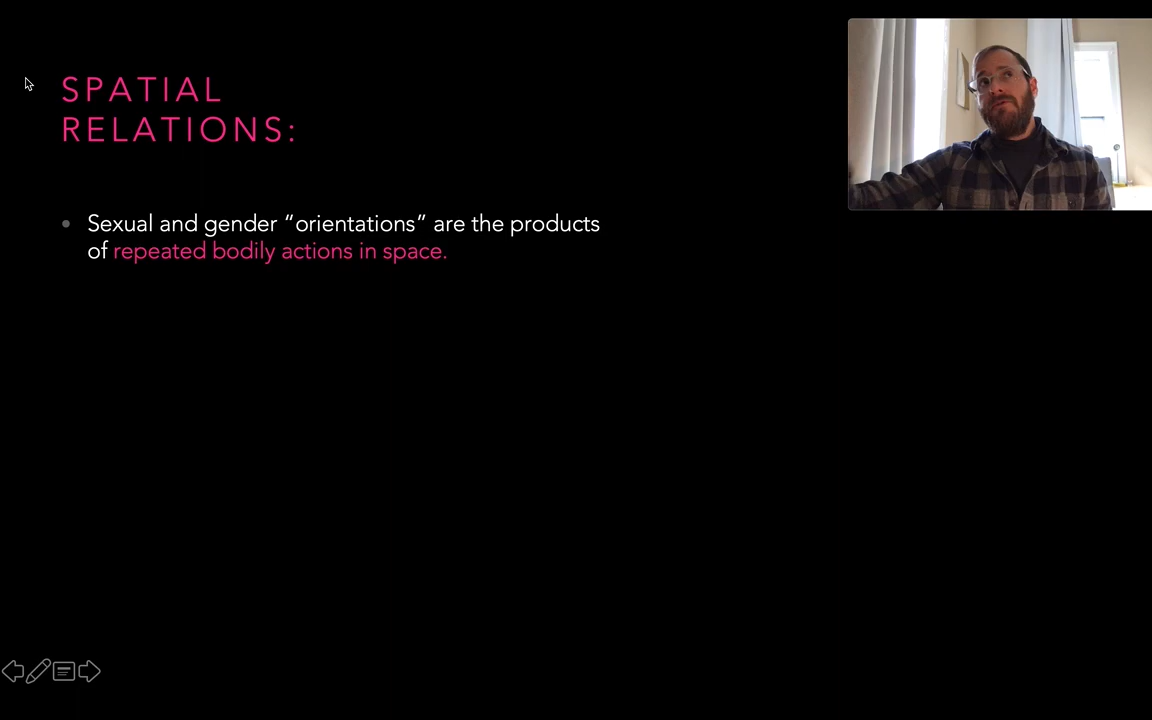 SPATIAL
RELATIONS:
Sexual and gender “orientations” are the products
of repeated bodily actions in space.